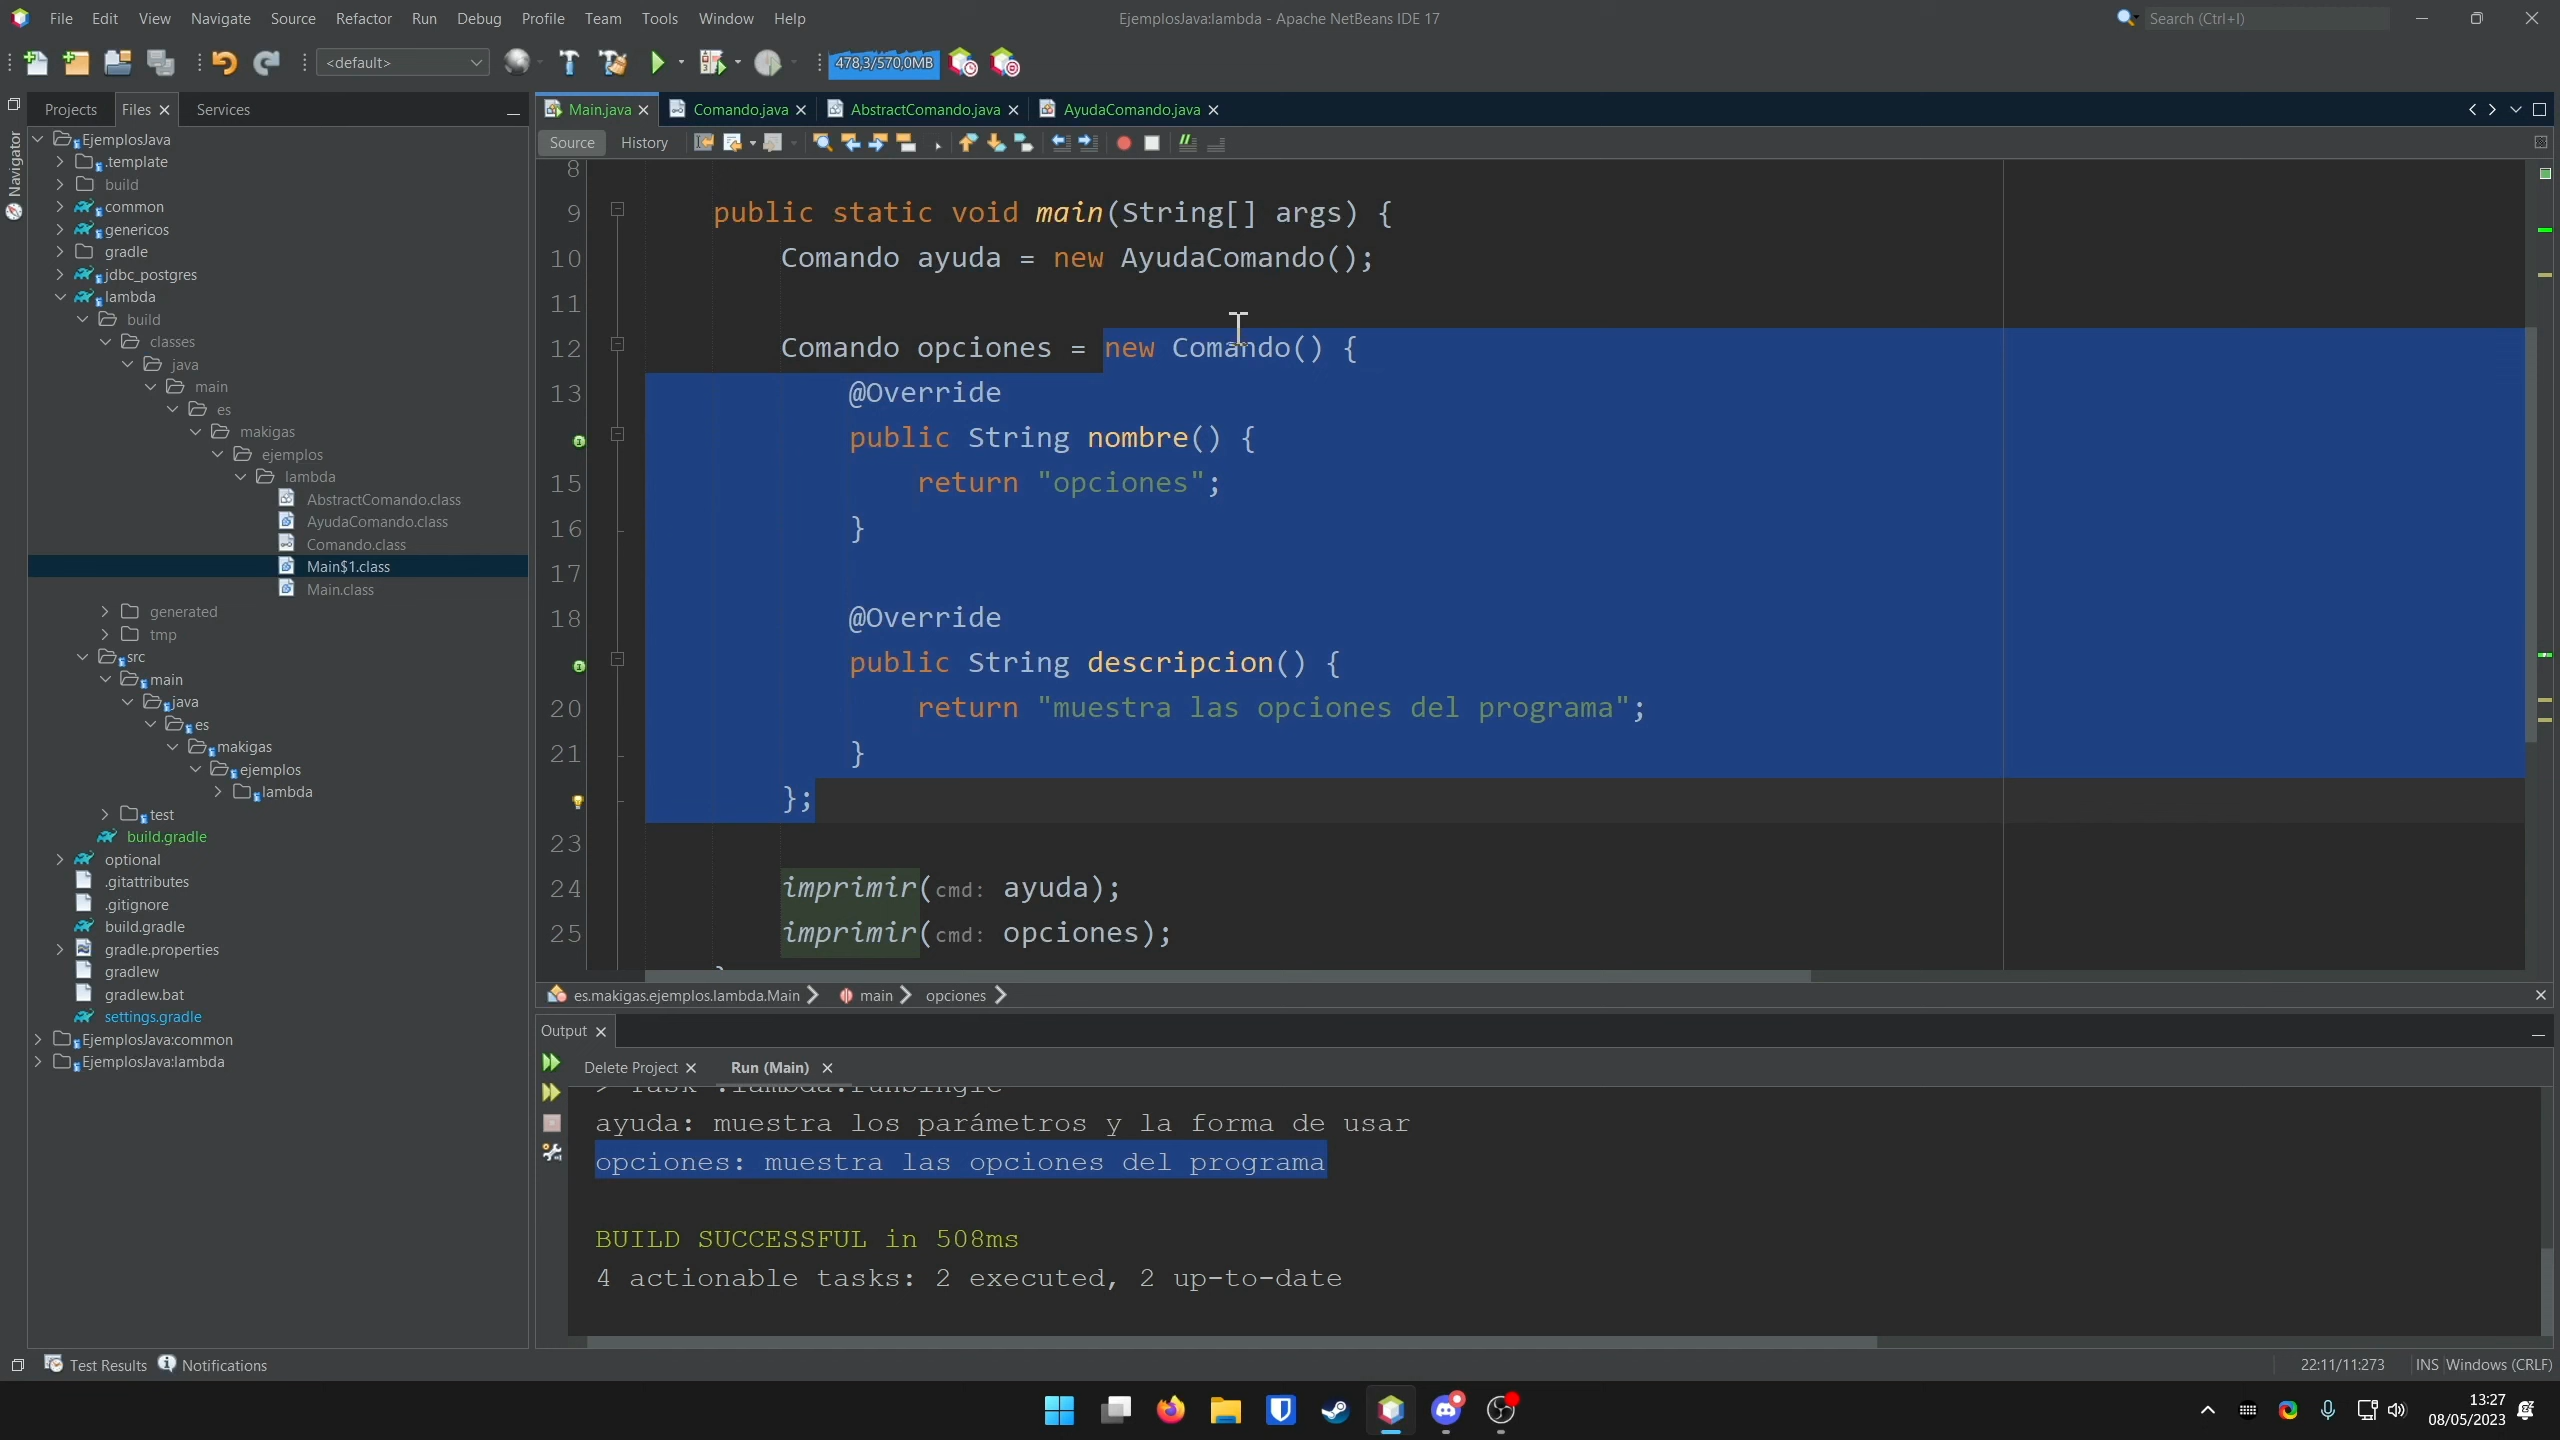 File Edit View Navigate Source Refactor Run Debug Profile Team Tools Window Help
EjemplosJava:lambda - Apache NetBeans IDE 17
Search (Ctrl+I)
<default>
478,3/570,0MB
Projects Files Services
Navigator
EjemplosJava
.template
build
common
genericos
gradle
jdbc_postgres
lambda
build
classes
java
main
es
makigas
ejemplos
lambda
AbstractComando.class
AyudaComando.class
Comando.class
Main$1.class
Main.class
generated
tmp
src
main
java
es
makigas
ejemplos
lambda
test
build.gradle
optional
.gitattributes
.gitignore
build.gradle
gradle.properties
gradlew
gradlew.bat
settings.gradle
EjemplosJava:common
EjemplosJava:lambda
Main.java Comando.java AbstractComando.java AyudaComando.java
Source History
8
9 public static void main(String[] args) {
10 Comando ayuda = new AyudaComando();
11
12 Comando opciones = new Comando() {
13 @Override
public String nombre() {
15 return "opciones";
16 }
17
18 @Override
public String descripcion() {
20 return "muestra las opciones del programa";
21 }
};
23
24 imprimir(cmd: ayuda);
25 imprimir(cmd: opciones);
es.makigas.ejemplos.lambda.Main main opciones
Output
Delete Project Run (Main)
> Task :lambda:runSingle
ayuda: muestra los parámetros y la forma de usar
opciones: muestra las opciones del programa
BUILD SUCCESSFUL in 508ms
4 actionable tasks: 2 executed, 2 up-to-date
Test Results Notifications
22:11/11:273 INS Windows (CRLF)
13:27
08/05/2023